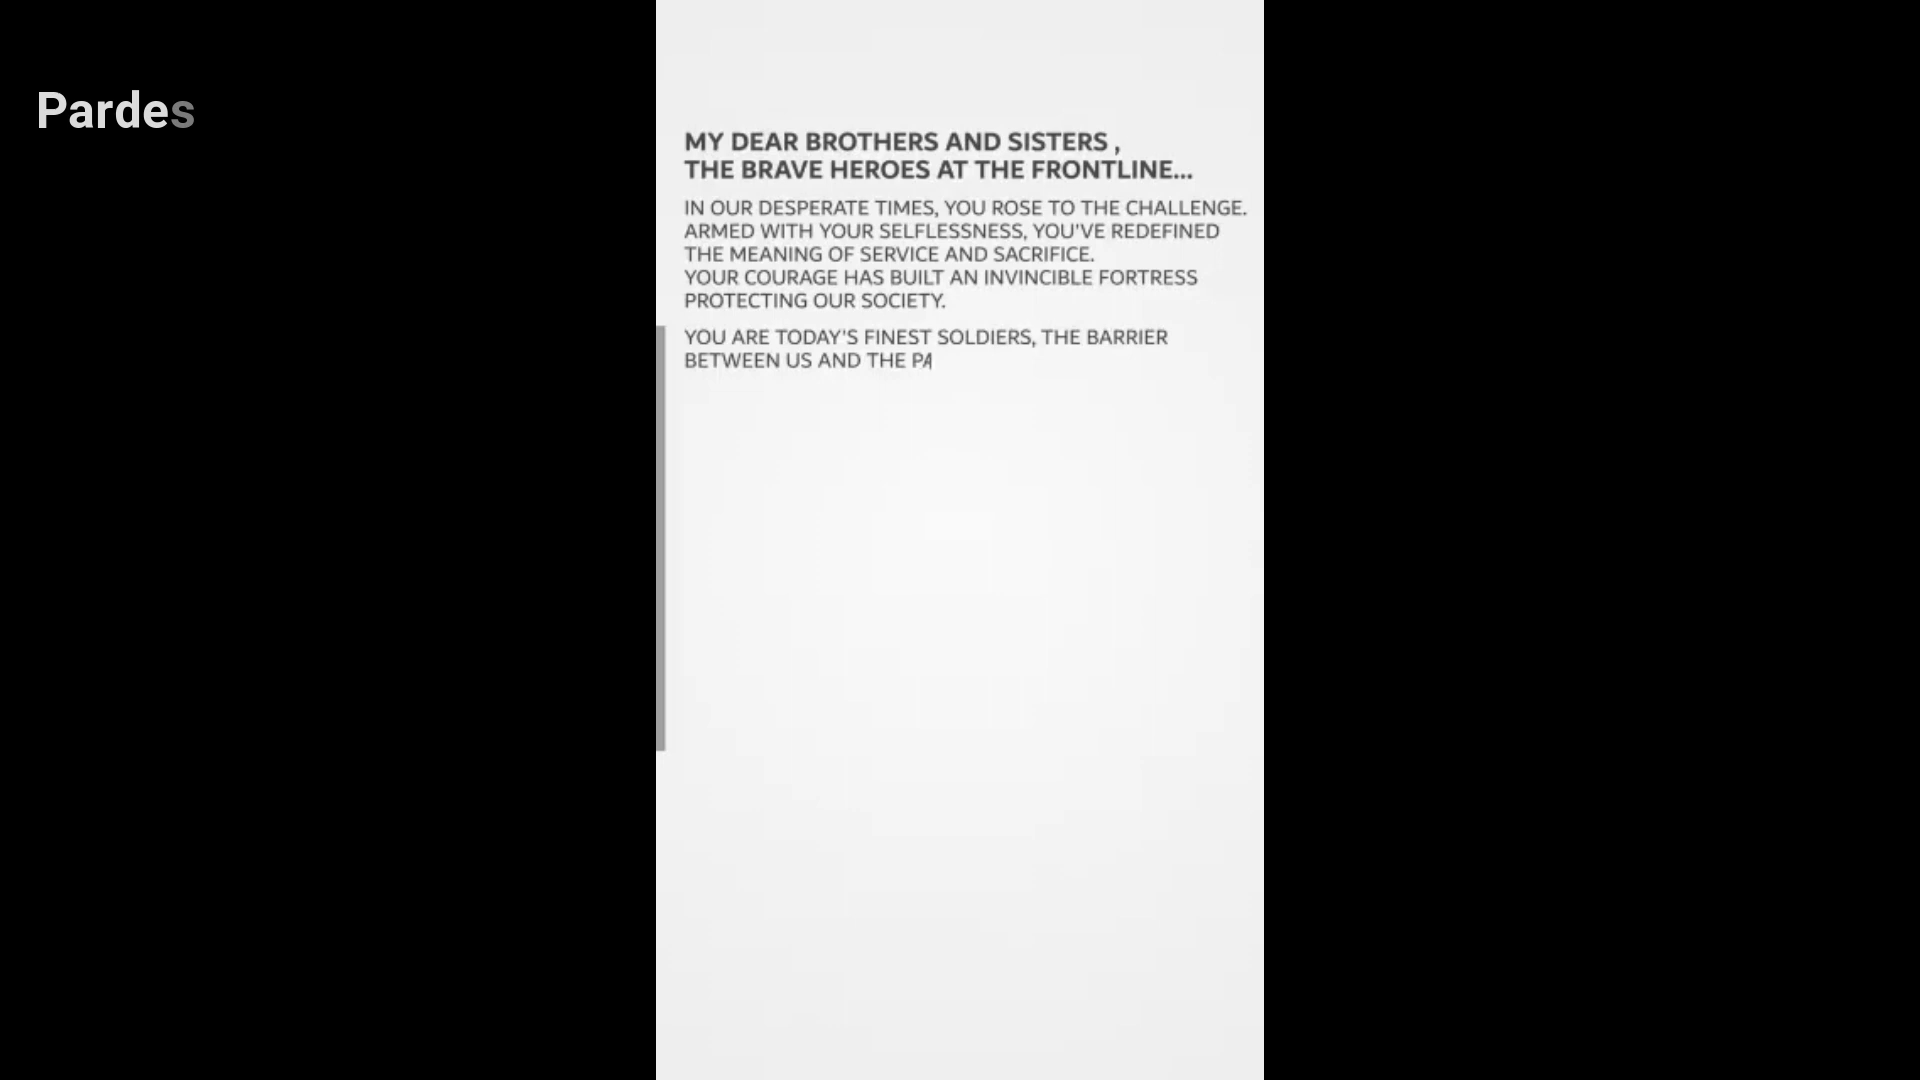 Pardes
MY DEAR BROTHERS AND SISTERS ,
THE BRAVE HEROES AT THE FRONTLINE...
IN OUR DESPERATE TIMES, YOU ROSE TO THE CHALLENGE.
ARMED WITH YOUR SELFLESSNESS, YOU'VE REDEFINED
THE MEANING OF SERVICE AND SACRIFICE.
YOUR COURAGE HAS BUILT AN INVINCIBLE FORTRESS
PROTECTING OUR SOCIETY.
YOU ARE TODAY'S FINEST SOLDIERS, THE BARRIER
BETWEEN US AND THE PA